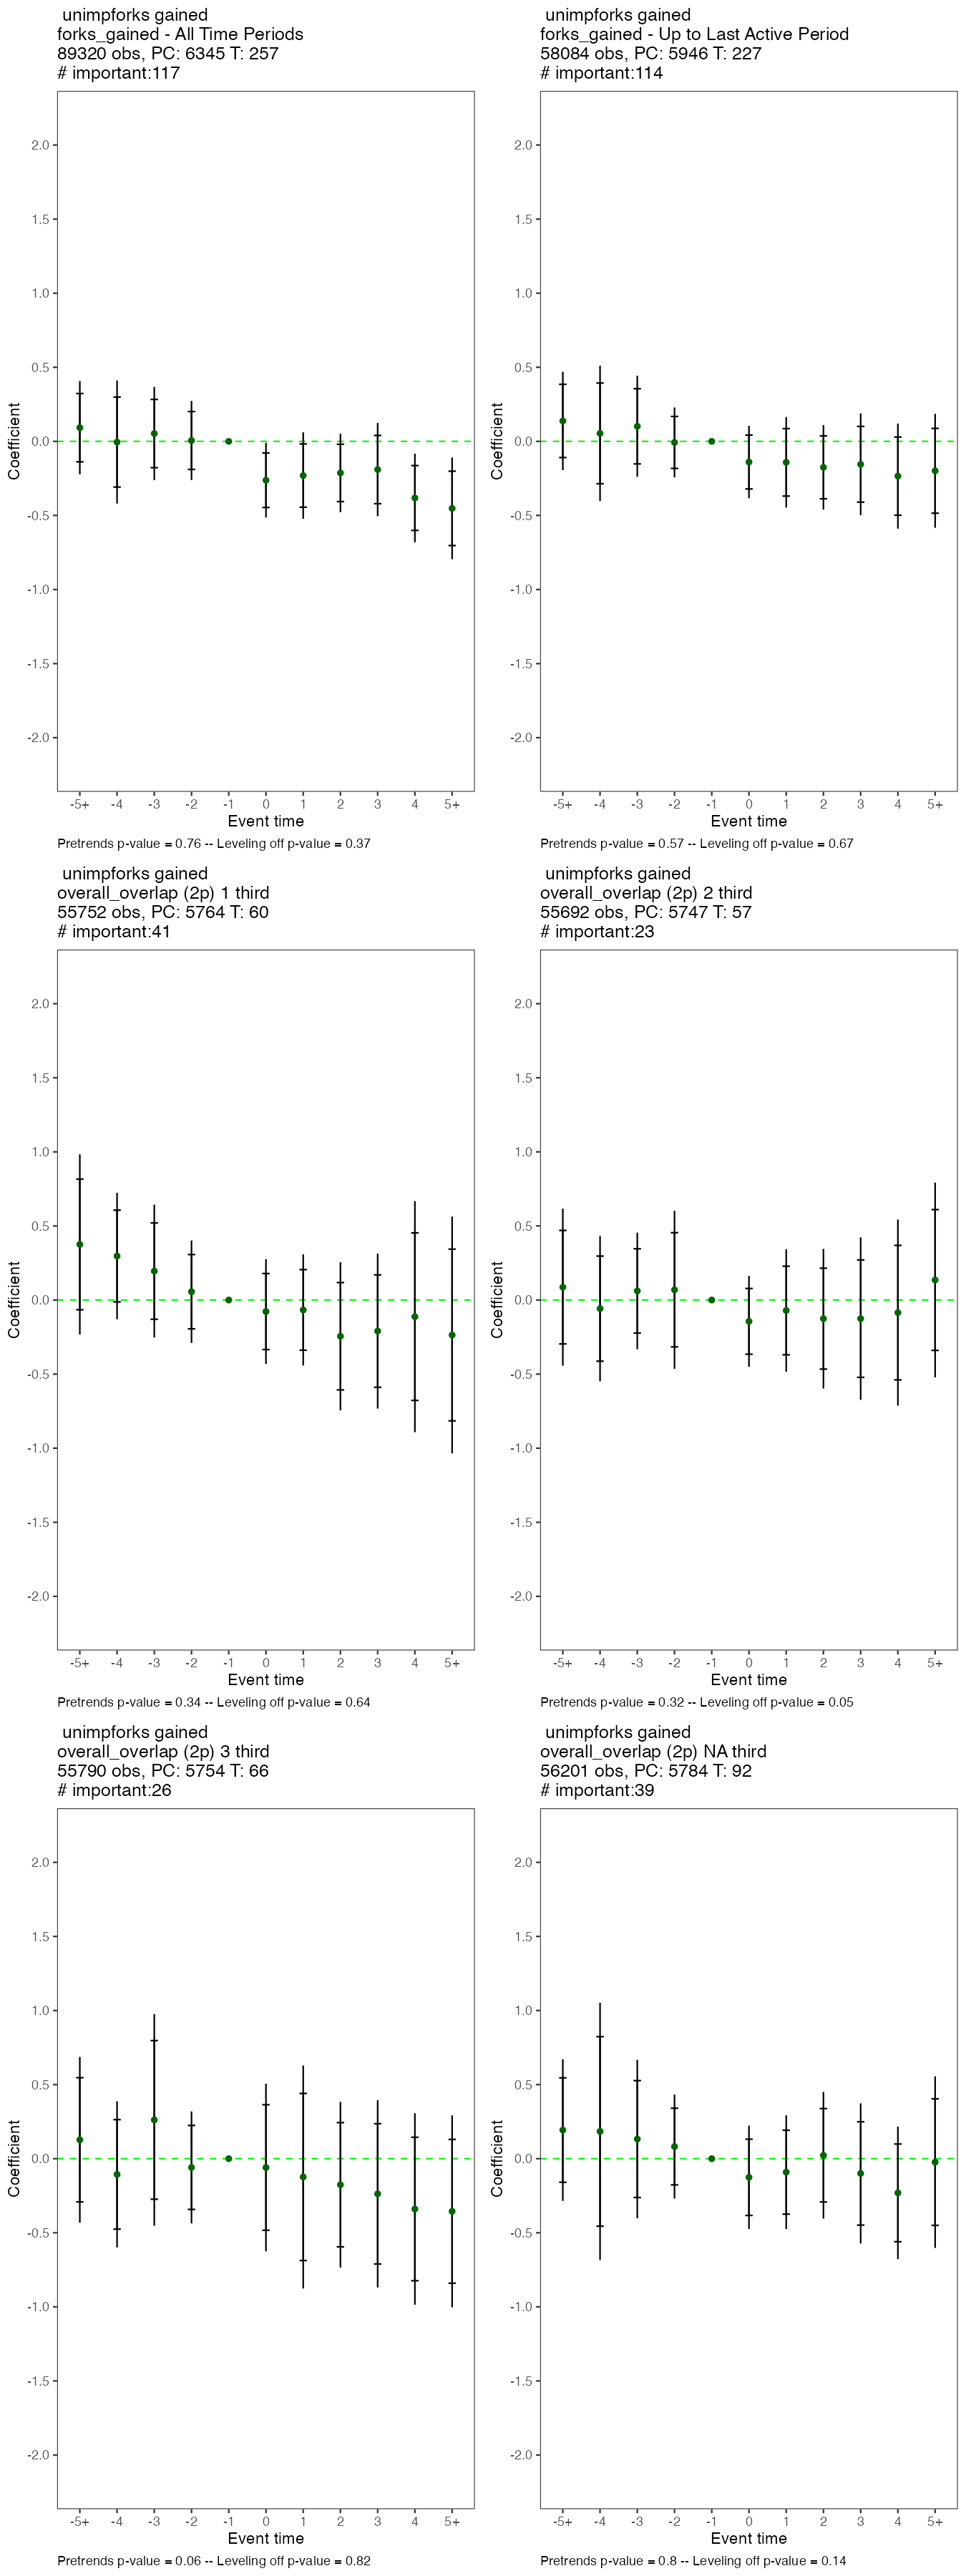 unimpforks gained
forks_gained - All Time Periods
89320 obs, PC: 6345 T: 257
# important:117
2.0
1.5
1.0
0.5
0.0
-0.5
-1.0
-1.5
-2.0
Coefficient
-5+ -4 -3 -2 -1 0 1 2 3 4 5+
Event time
Pretrends p-value = 0.76 -- Leveling off p-value = 0.37
unimpforks gained
forks_gained - Up to Last Active Period
58084 obs, PC: 5946 T: 227
# important:114
2.0
1.5
1.0
0.5
0.0
-0.5
-1.0
-1.5
-2.0
Coefficient
-5+ -4 -3 -2 -1 0 1 2 3 4 5+
Event time
Pretrends p-value = 0.57 -- Leveling off p-value = 0.67
unimpforks gained
overall_overlap (2p) 1 third
55752 obs, PC: 5764 T: 60
# important:41
2.0
1.5
1.0
0.5
0.0
-0.5
-1.0
-1.5
-2.0
Coefficient
-5+ -4 -3 -2 -1 0 1 2 3 4 5+
Event time
Pretrends p-value = 0.34 -- Leveling off p-value = 0.64
unimpforks gained
overall_overlap (2p) 2 third
55692 obs, PC: 5747 T: 57
# important:23
2.0
1.5
1.0
0.5
0.0
-0.5
-1.0
-1.5
-2.0
Coefficient
-5+ -4 -3 -2 -1 0 1 2 3 4 5+
Event time
Pretrends p-value = 0.32 -- Leveling off p-value = 0.05
unimpforks gained
overall_overlap (2p) 3 third
55790 obs, PC: 5754 T: 66
# important:26
2.0
1.5
1.0
0.5
0.0
-0.5
-1.0
-1.5
-2.0
Coefficient
-5+ -4 -3 -2 -1 0 1 2 3 4 5+
Event time
Pretrends p-value = 0.06 -- Leveling off p-value = 0.82
unimpforks gained
overall_overlap (2p) NA third
56201 obs, PC: 5784 T: 92
# important:39
2.0
1.5
1.0
0.5
0.0
-0.5
-1.0
-1.5
-2.0
Coefficient
-5+ -4 -3 -2 -1 0 1 2 3 4 5+
Event time
Pretrends p-value = 0.8 -- Leveling off p-value = 0.14